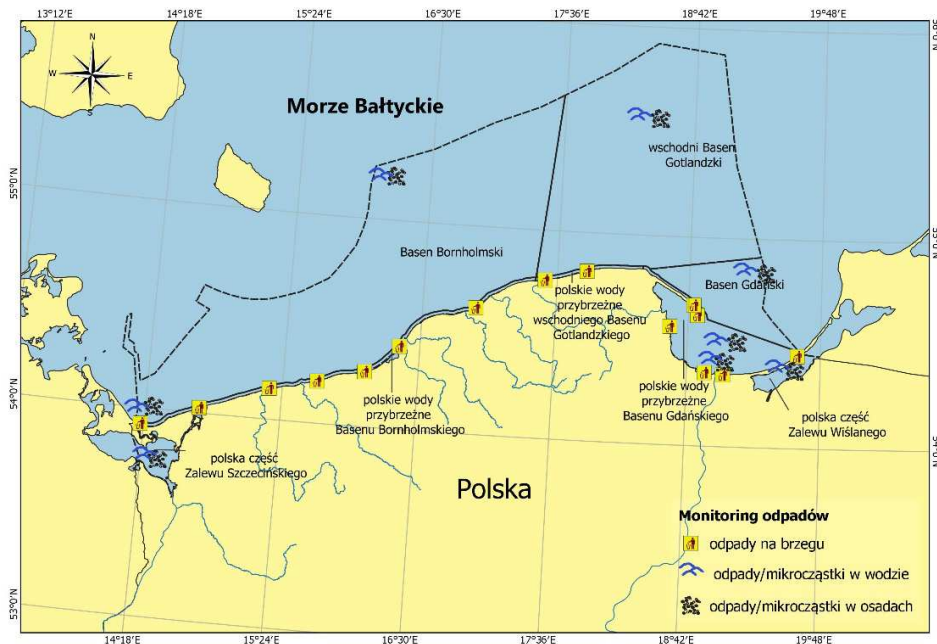 13°12'E 14°18'E 15°24'E 16°30'E 17°36'E 18°42'E 19°48'E
N
W E
S
Morze Bałtyckie
wschodni Basen
Gotlandzki
55°0'N
Basen Bornholmski
Basen Gdański
polskie wody
przybrzeżne
wschodniego Basenu
Gotlandzkiego
54°0'N
polskie wody
przybrzeżne
Basenu Bornholmskiego
polskie wody
przybrzeżne
Basenu Gdańskiego
polska część
Zalewu Wiślanego
polska część
Zalewu Szczecińskiego
Polska
Monitoring odpadów
odpady na brzegu
odpady/mikrocząstki w wodzie
odpady/mikrocząstki w osadach
53°0'N
14°18'E 15°24'E 16°30'E 17°36'E 18°42'E 19°48'E